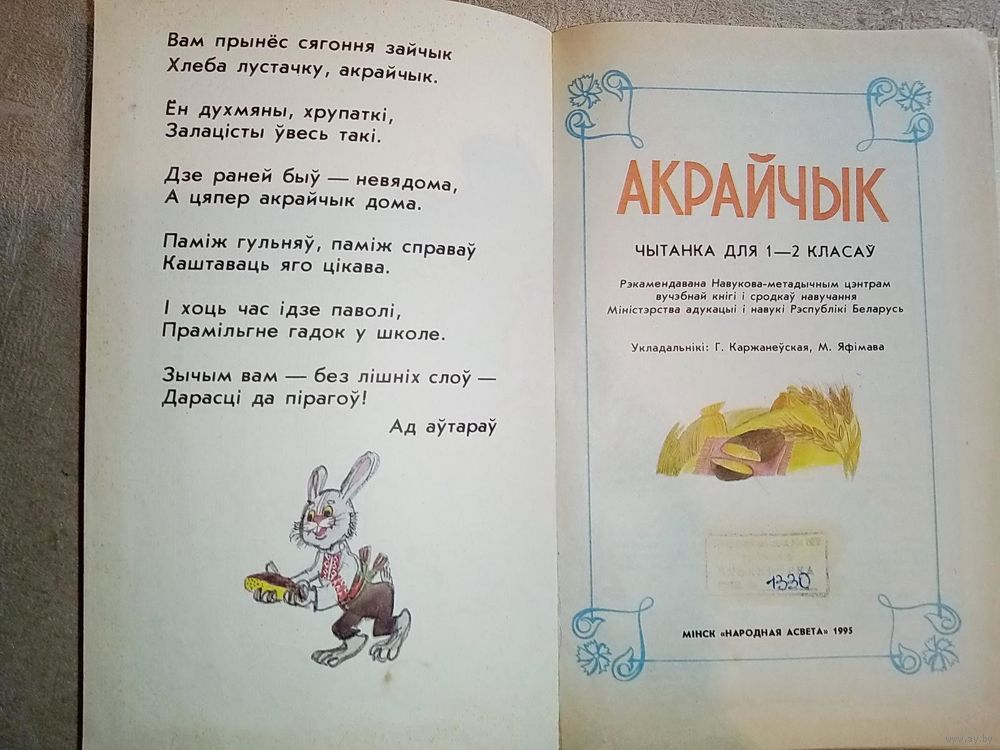 Вам прынёс сягоння зайчык
Хлеба лустачку, акрайчык.
Ён духмяны, хрупаткі,
Залацісты ўвесь такі.
Дзе раней быў — невядома,
А цяпер акрайчык дома.
Паміж гульняў, паміж справаў
Каштаваць яго цікава.
І хоць час ідзе паволі,
Прамільгне гадок у школе.
Зычым вам — без лішніх слоў —
Дарасці да пірагоў!
Ад аўтараў
АКРАЙЧЫК
ЧЫТАНКА ДЛЯ 1—2 КЛАСАЎ
Рэкамендавана Навукова-метадычным цэнтрам
вучэбнай кнігі і сродкаў навучання
Міністэрства адукацыі і навукі Рэспублікі Беларусь
Укладальнікі: Г. Каржанеўская, М. Яфімава
1330
МІНСК «НАРОДНАЯ АСВЕТА» 1995
www.ay.by